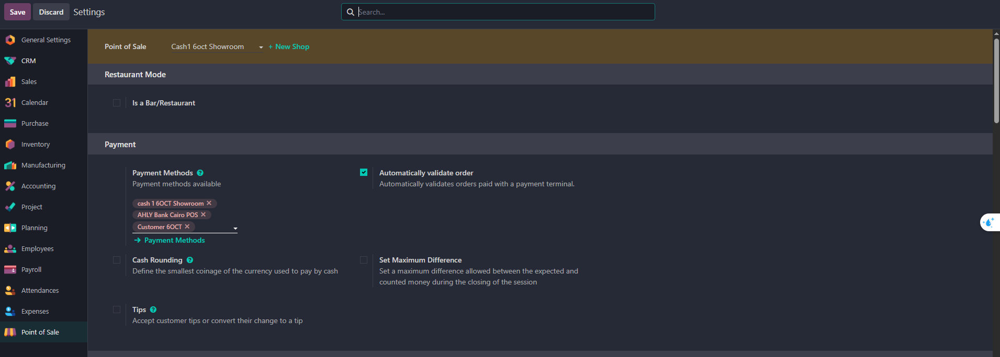 Save Discard Settings Search...
General Settings
CRM
Sales
31 Calendar
Purchase
Inventory
Manufacturing
Accounting
Project
Planning
Employees
Payroll
Attendances
Expenses
Point of Sale
Point of Sale Cash1 6oct Showroom + New Shop
Restaurant Mode
Is a Bar/Restaurant
Payment
Payment Methods ?
Payment methods available
cash 1 6OCT Showroom ✕
AHLY Bank Cairo POS ✕
Customer 6OCT ✕
→ Payment Methods
Automatically validate order
Automatically validates orders paid with a payment terminal.
Cash Rounding ?
Define the smallest coinage of the currency used to pay by cash
Set Maximum Difference
Set a maximum difference allowed between the expected and
counted money during the closing of the session
Tips ?
Accept customer tips or convert their change to a tip